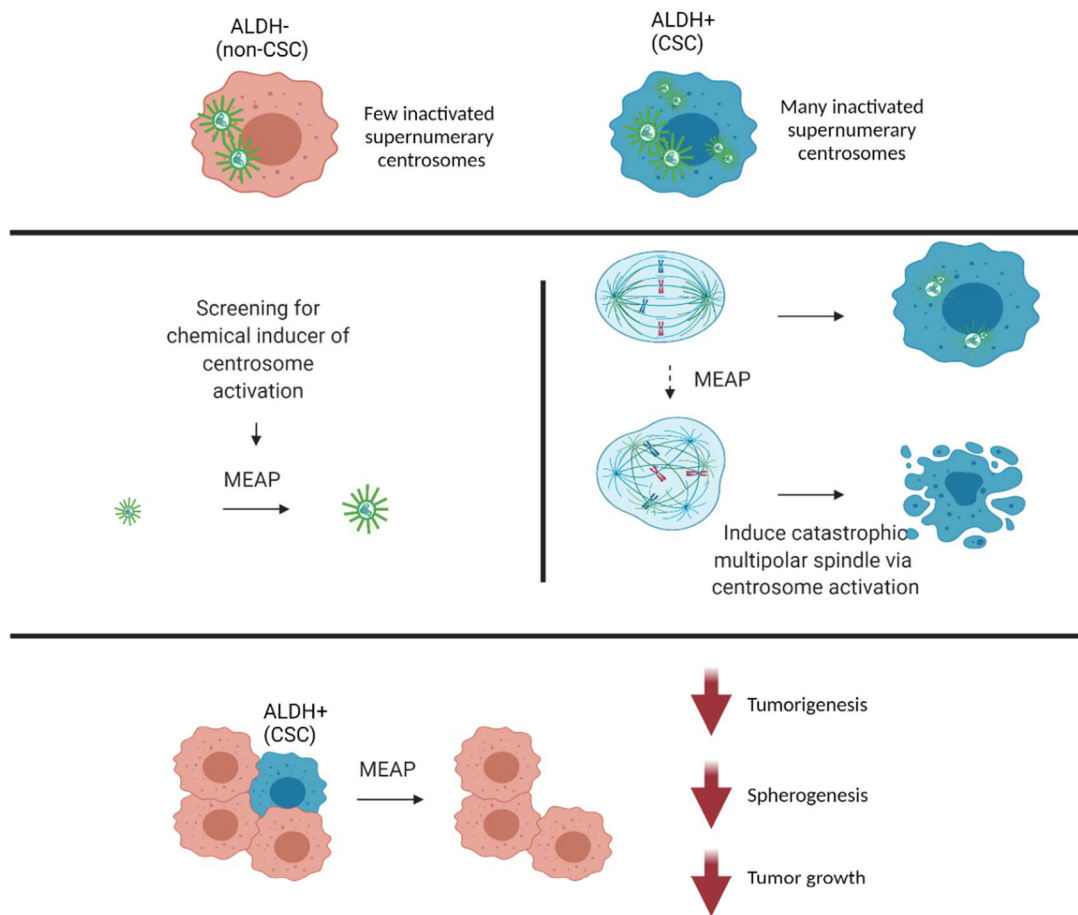 ALDH-
(non-CSC)
Few inactivated
supernumerary
centrosomes
ALDH+
(CSC)
Many inactivated
supernumerary
centrosomes
Screening for
chemical inducer of
centrosome
activation
MEAP
MEAP
Induce catastrophic
multipolar spindle via
centrosome activation
ALDH+
(CSC)
MEAP
Tumorigenesis
Spherogenesis
Tumor growth